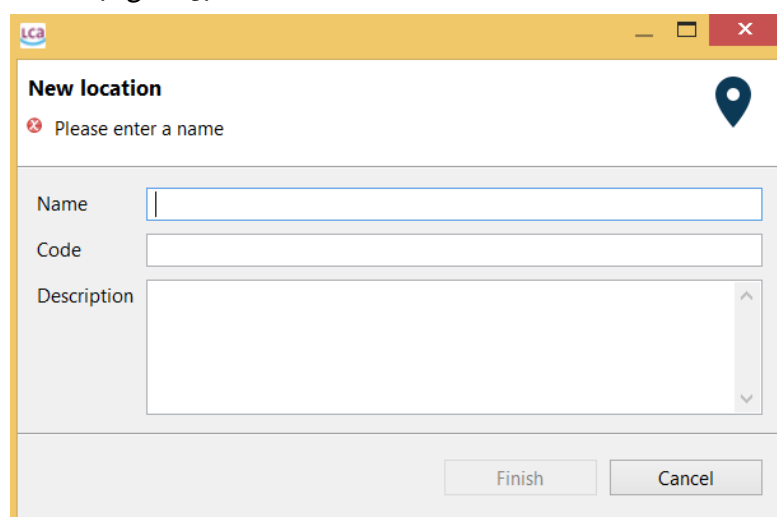 LCA
New location
Please enter a name
Name
Code
Description
Finish
Cancel